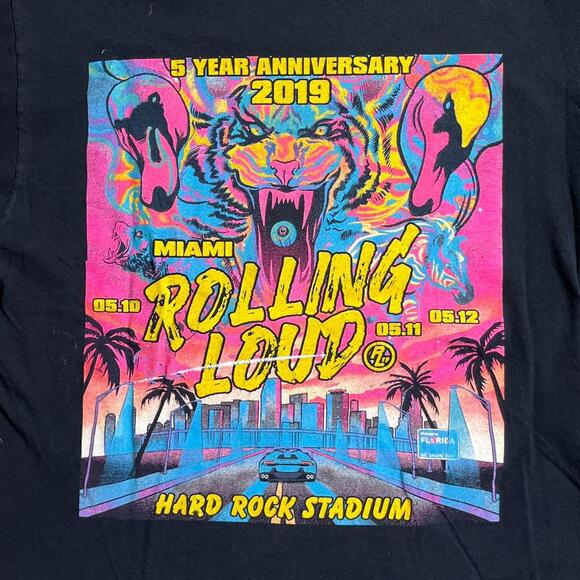 5 YEAR ANNIVERSARY
2019
MIAMI
ROLLING
LOUD
05.10
05.11
05.12
FLORIDA
HARD ROCK STADIUM